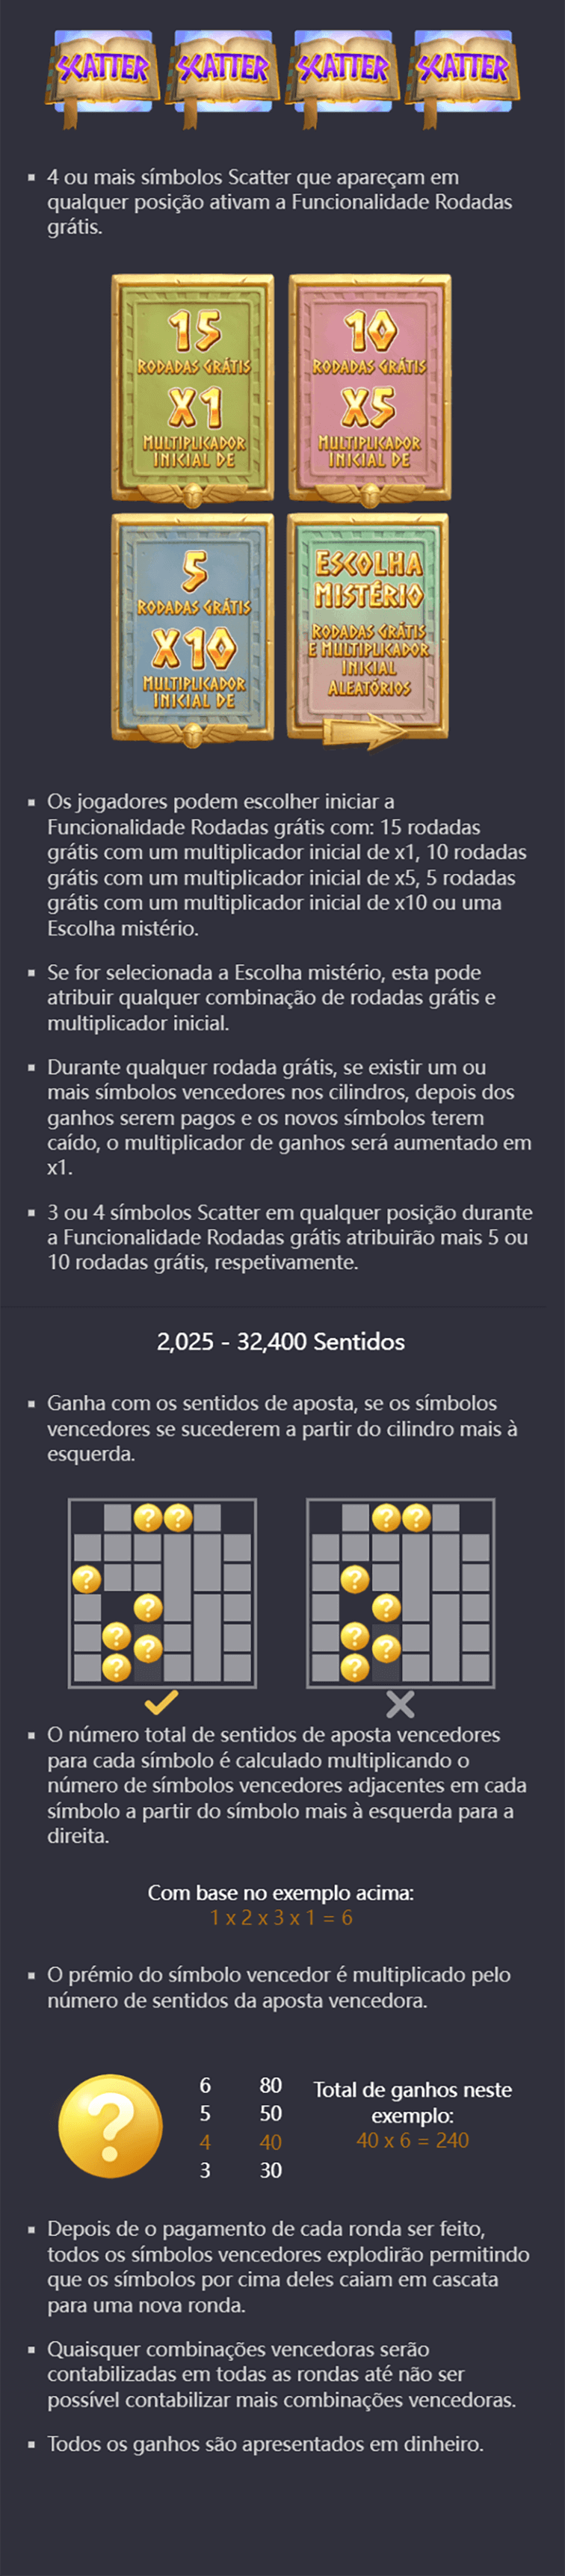 SCATTER SCATTER SCATTER SCATTER
▪ 4 ou mais símbolos Scatter que apareçam em
qualquer posição ativam a Funcionalidade Rodadas
grátis.
15
RODADAS GRÁTIS
X1
MULTIPLICADOR
INICIAL DE
10
RODADAS GRÁTIS
X5
MULTIPLICADOR
INICIAL DE
5
RODADAS GRÁTIS
X10
MULTIPLICADOR
INICIAL DE
ESCOLHA
MISTÉRIO
RODADAS GRÁTIS
E MULTIPLICADOR
INICIAL
ALEATÓRIOS
▪ Os jogadores podem escolher iniciar a
Funcionalidade Rodadas grátis com: 15 rodadas
grátis com um multiplicador inicial de x1, 10 rodadas
grátis com um multiplicador inicial de x5, 5 rodadas
grátis com um multiplicador inicial de x10 ou uma
Escolha mistério.
▪ Se for selecionada a Escolha mistério, esta pode
atribuir qualquer combinação de rodadas grátis e
multiplicador inicial.
▪ Durante qualquer rodada grátis, se existir um ou
mais símbolos vencedores nos cilindros, depois dos
ganhos serem pagos e os novos símbolos terem
caído, o multiplicador de ganhos será aumentado em
x1.
▪ 3 ou 4 símbolos Scatter em qualquer posição durante
a Funcionalidade Rodadas grátis atribuirão mais 5 ou
10 rodadas grátis, respetivamente.
2,025 - 32,400 Sentidos
▪ Ganha com os sentidos de aposta, se os símbolos
vencedores se sucederem a partir do cilindro mais à
esquerda.
? ? ? ?
? ?
? ?
? ?
? ?
? ?
▪ O número total de sentidos de aposta vencedores
para cada símbolo é calculado multiplicando o
número de símbolos vencedores adjacentes em cada
símbolo a partir do símbolo mais à esquerda para a
direita.
Com base no exemplo acima:
1 x 2 x 3 x 1 = 6
▪ O prémio do símbolo vencedor é multiplicado pelo
número de sentidos da aposta vencedora.
?
6 80
5 50
4 40
3 30
Total de ganhos neste
exemplo:
40 x 6 = 240
▪ Depois de o pagamento de cada ronda ser feito,
todos os símbolos vencedores explodirão permitindo
que os símbolos por cima deles caiam em cascata
para uma nova ronda.
▪ Quaisquer combinações vencedoras serão
contabilizadas em todas as rondas até não ser
possível contabilizar mais combinações vencedoras.
▪ Todos os ganhos são apresentados em dinheiro.